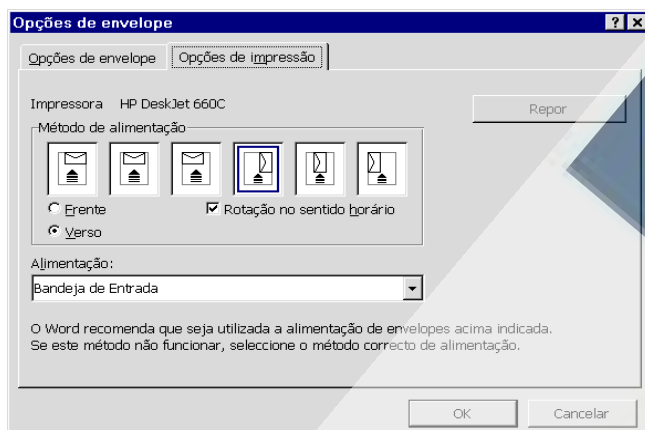 Opções de envelope
Opções de envelope
Opções de impressão
Impressora HP DeskJet 660C
Repor
Método de alimentação
Frente
Rotação no sentido horário
Verso
Alimentação:
Bandeja de Entrada
O Word recomenda que seja utilizada a alimentação de envelopes acima indicada.
Se este método não funcionar, seleccione o método correcto de alimentação.
OK
Cancelar